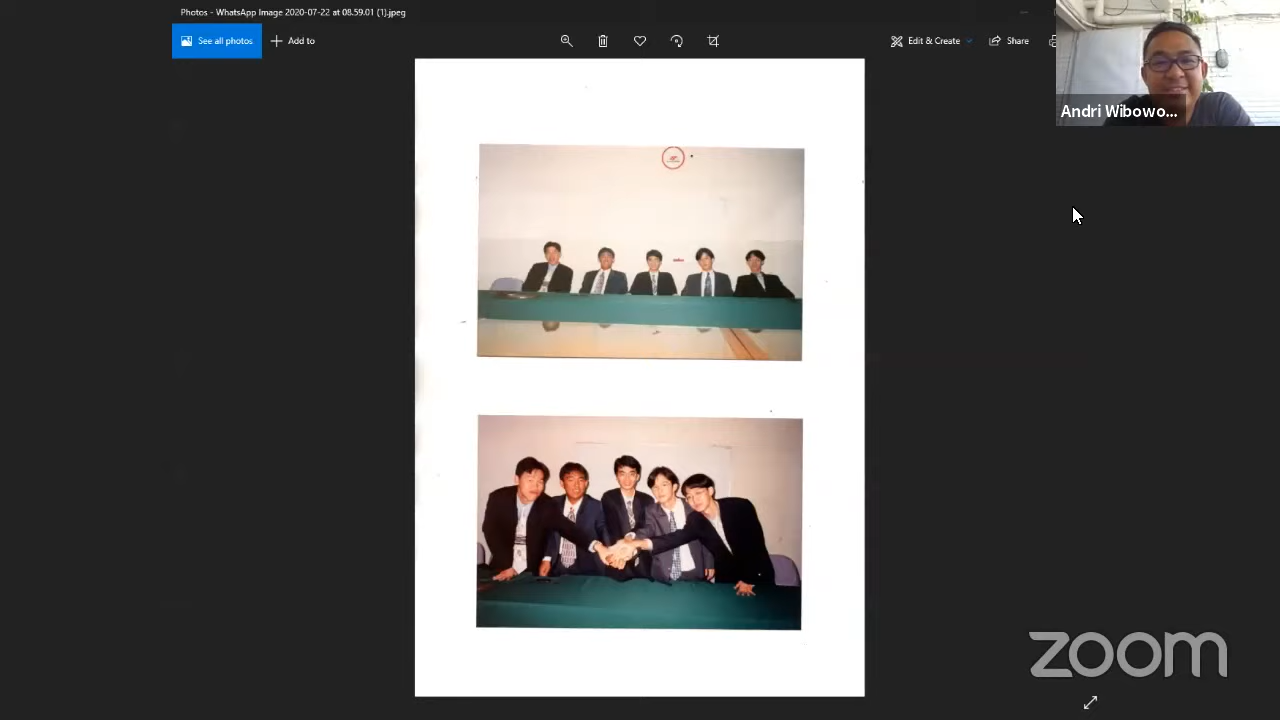 Photos - WhatsApp Image 2020-07-22 at 08.59.01 (1).jpeg
See all photos
Add to
Edit & Create
Share
Andri Wibowo...
zoom